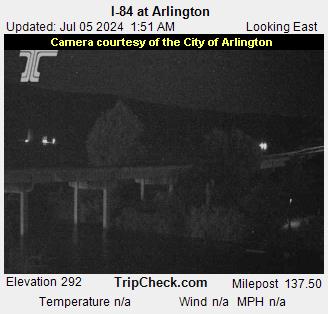 I-84 at Arlington
Updated: Jul 05 2024 1:51 AM Looking East
Camera courtesy of the City of Arlington
Elevation 292 TripCheck.com Milepost 137.50
Temperature n/a Wind n/a MPH n/a